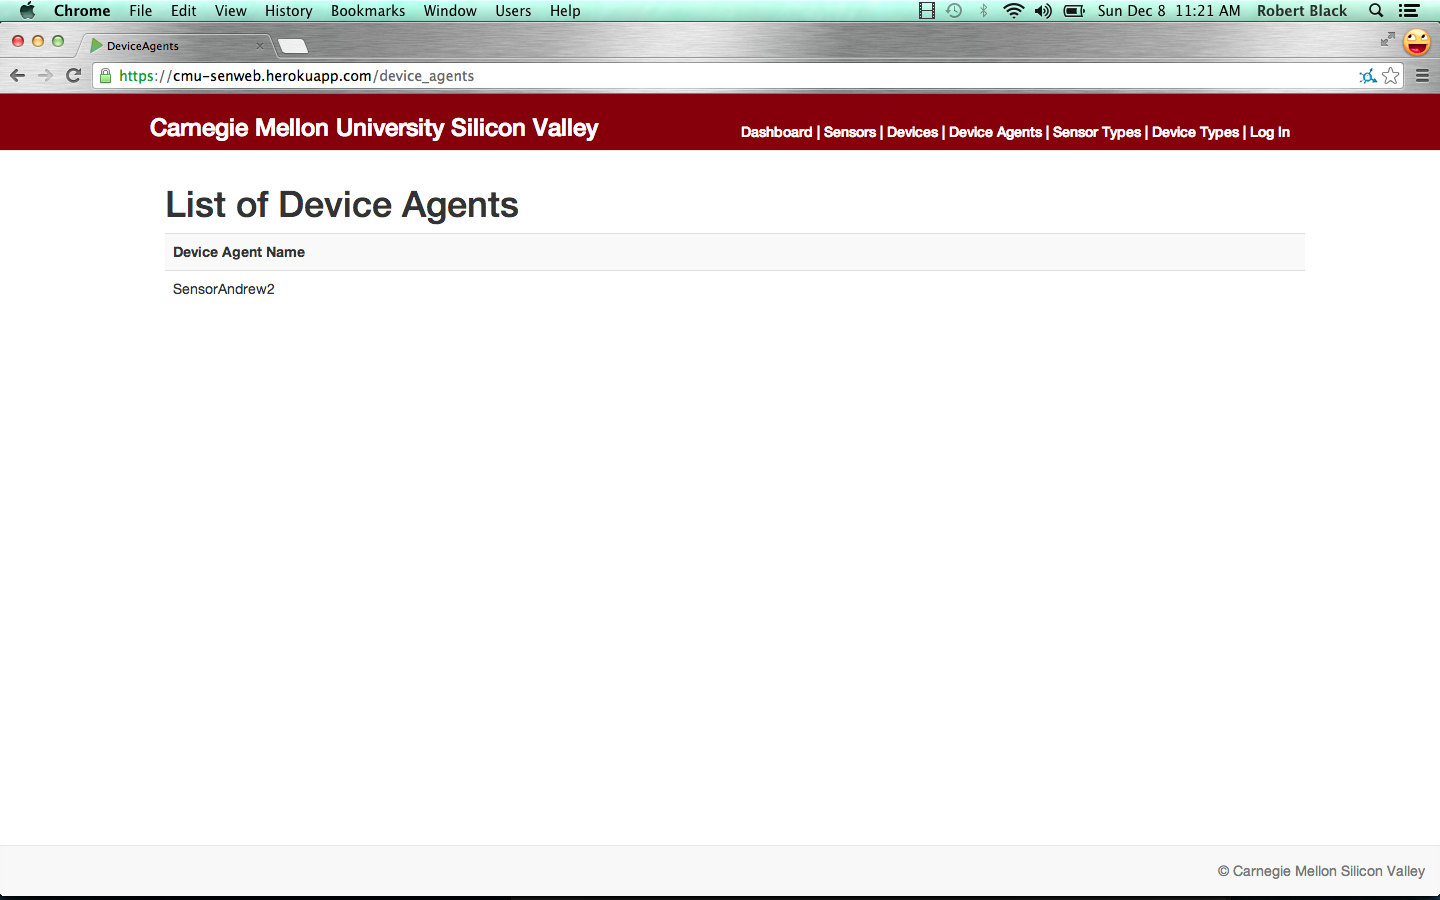 Chrome File Edit View History Bookmarks Window Users Help Sun Dec 8 11:21 AM Robert Black
DeviceAgents
https://cmu-senweb.herokuapp.com/device_agents
Carnegie Mellon University Silicon Valley
Dashboard | Sensors | Devices | Device Agents | Sensor Types | Device Types | Log In
List of Device Agents
Device Agent Name
SensorAndrew2
© Carnegie Mellon Silicon Valley